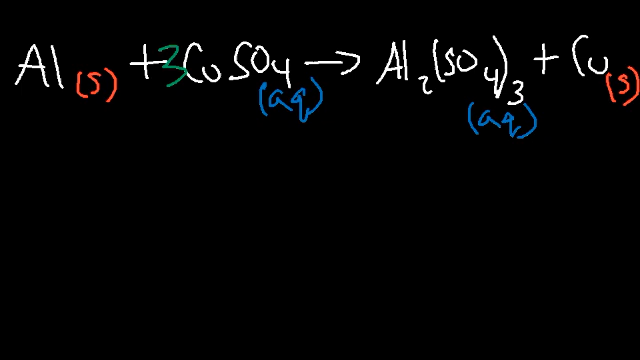 Al (s) + 3CuSO4 (aq) → Al2(SO4)3 (aq) + Cu (s)